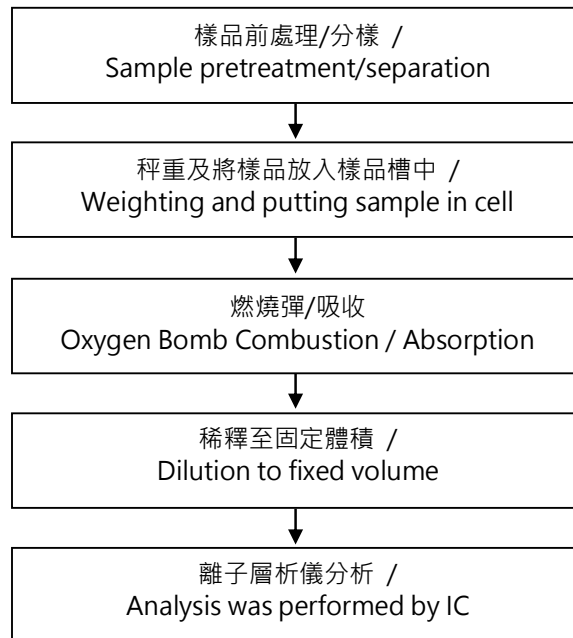 樣品前處理/分樣 /
Sample pretreatment/separation
秤重及將樣品放入樣品槽中 /
Weighting and putting sample in cell
燃燒彈/吸收
Oxygen Bomb Combustion / Absorption
稀釋至固定體積 /
Dilution to fixed volume
離子層析儀分析 /
Analysis was performed by IC